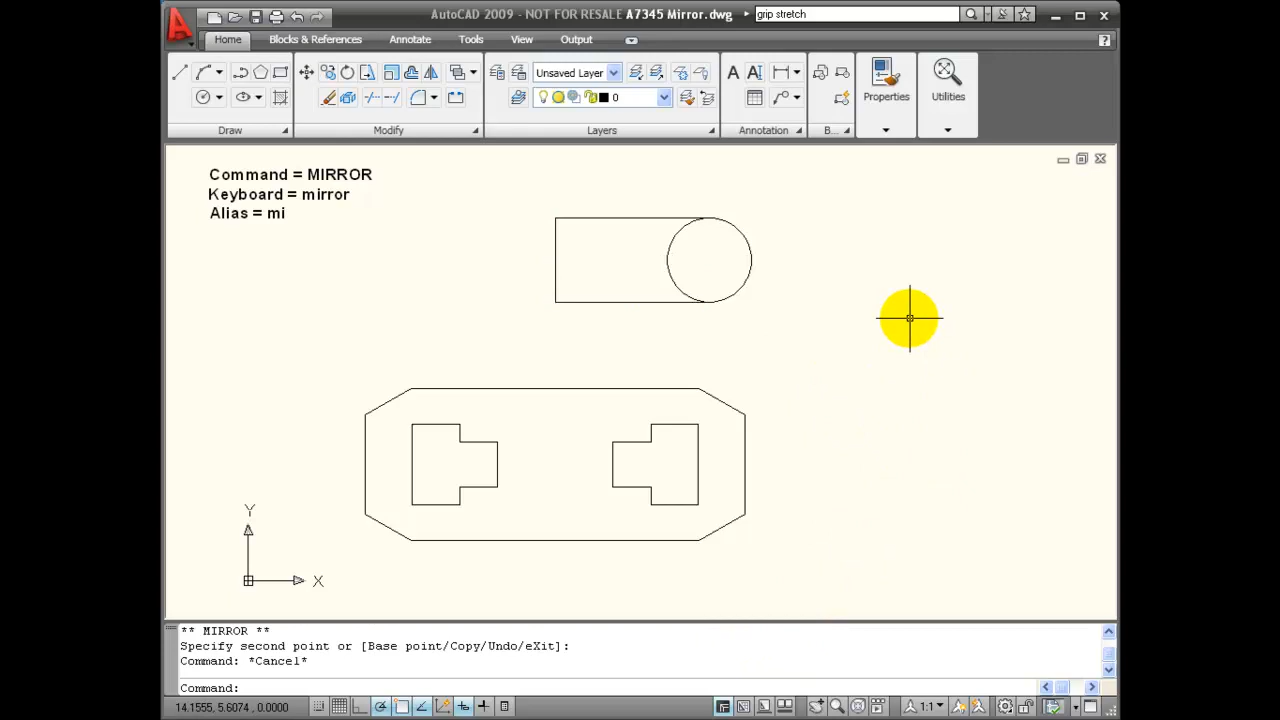 AutoCAD 2009 - NOT FOR RESALE A7345 Mirror.dwg
grip stretch
Home Blocks & References Annotate Tools View Output
Unsaved Layer
0
Properties
Utilities
Draw Modify Layers Annotation B...
Command = MIRROR
Keyboard = mirror
Alias = mi
Y
X
** MIRROR **
Specify second point or [Base point/Copy/Undo/eXit]:
Command: *Cancel*
Command:
14.1555, 5.6074 , 0.0000
1:1